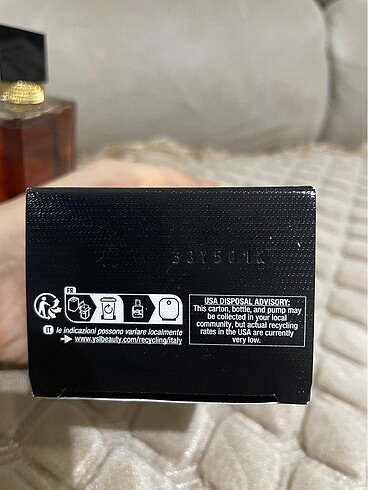 33Y501K
FR
USA DISPOSAL ADVISORY:
This carton, bottle, and pump may
be collected in your local
community, but actual recycling
rates in the USA are currently
very low.
IT le indicazioni possono variare localmente
www.yslbeauty.com/recycling/italy